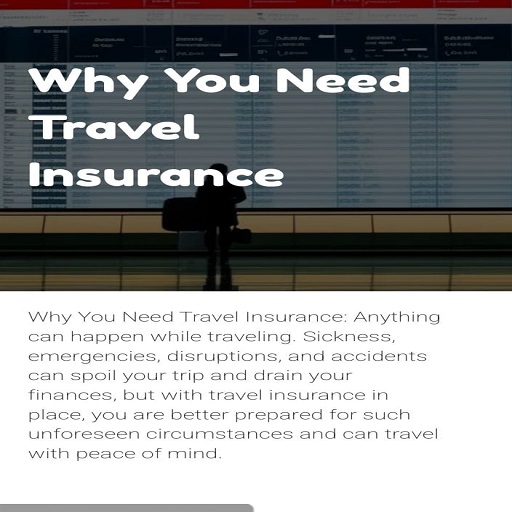 Why You Need
Travel
Insurance
Why You Need Travel Insurance: Anything
can happen while traveling. Sickness,
emergencies, disruptions, and accidents
can spoil your trip and drain your
finances, but with travel insurance in
place, you are better prepared for such
unforeseen circumstances and can travel
with peace of mind.